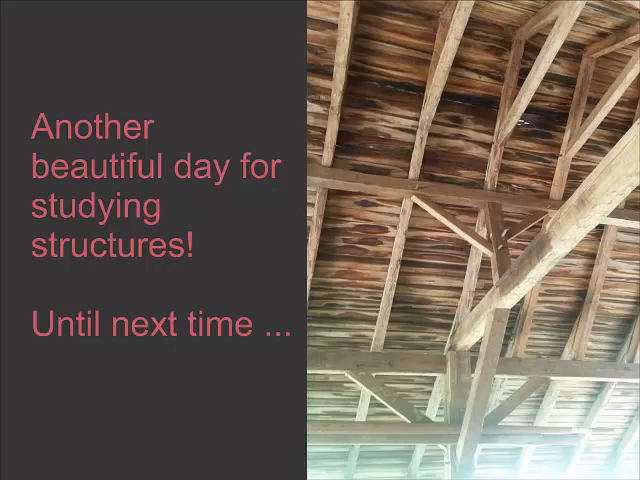 Another
beautiful day for
studying
structures!
Until next time ...